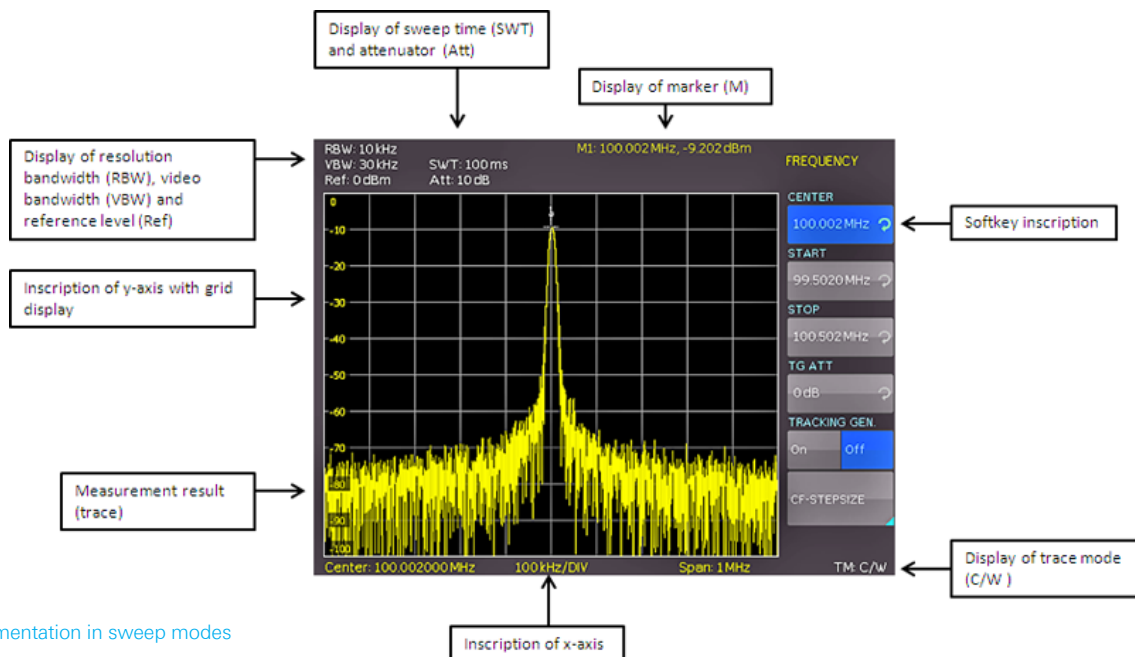 Display of sweep time (SWT)
and attenuator (Att)
Display of marker (M)
Display of resolution
bandwidth (RBW), video
bandwidth (VBW) and
reference level (Ref)
RBW: 10 kHz
VBW: 30 kHz
Ref: 0 dBm
SWT: 100 ms
Att: 10 dB
M1: 100.002 MHz, -9.202 dBm
FREQUENCY
CENTER
100.002 MHz
Softkey inscription
START
99.5020 MHz
STOP
100.502 MHz
TG ATT
0 dB
TRACKING GEN.
On
Off
CF-STEPSIZE
Inscription of y-axis with grid
display
0
-10
-20
-30
-40
-50
-60
-70
-80
-90
-100
Measurement result
(trace)
Center: 100.002000 MHz
100 kHz/DIV
Span: 1 MHz
TM: C/W
Display of trace mode
(C/W )
mentation in sweep modes
Inscription of x-axis